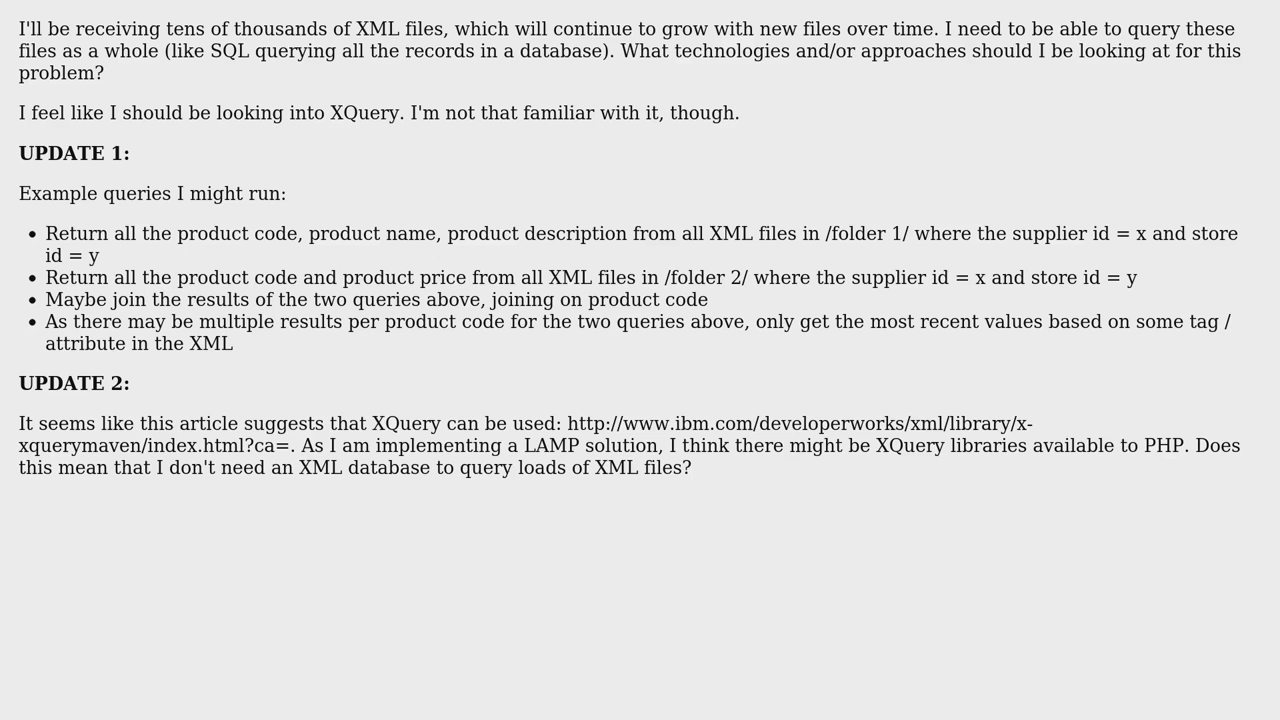 I'll be receiving tens of thousands of XML files, which will continue to grow with new files over time. I need to be able to query these
files as a whole (like SQL querying all the records in a database). What technologies and/or approaches should I be looking at for this
problem?
I feel like I should be looking into XQuery. I'm not that familiar with it, though.
UPDATE 1:
Example queries I might run:
• Return all the product code, product name, product description from all XML files in /folder 1/ where the supplier id = x and store
id = y
• Return all the product code and product price from all XML files in /folder 2/ where the supplier id = x and store id = y
• Maybe join the results of the two queries above, joining on product code
• As there may be multiple results per product code for the two queries above, only get the most recent values based on some tag /
attribute in the XML
UPDATE 2:
It seems like this article suggests that XQuery can be used: http://www.ibm.com/developerworks/xml/library/x-
xquerymaven/index.html?ca=. As I am implementing a LAMP solution, I think there might be XQuery libraries available to PHP. Does
this mean that I don't need an XML database to query loads of XML files?